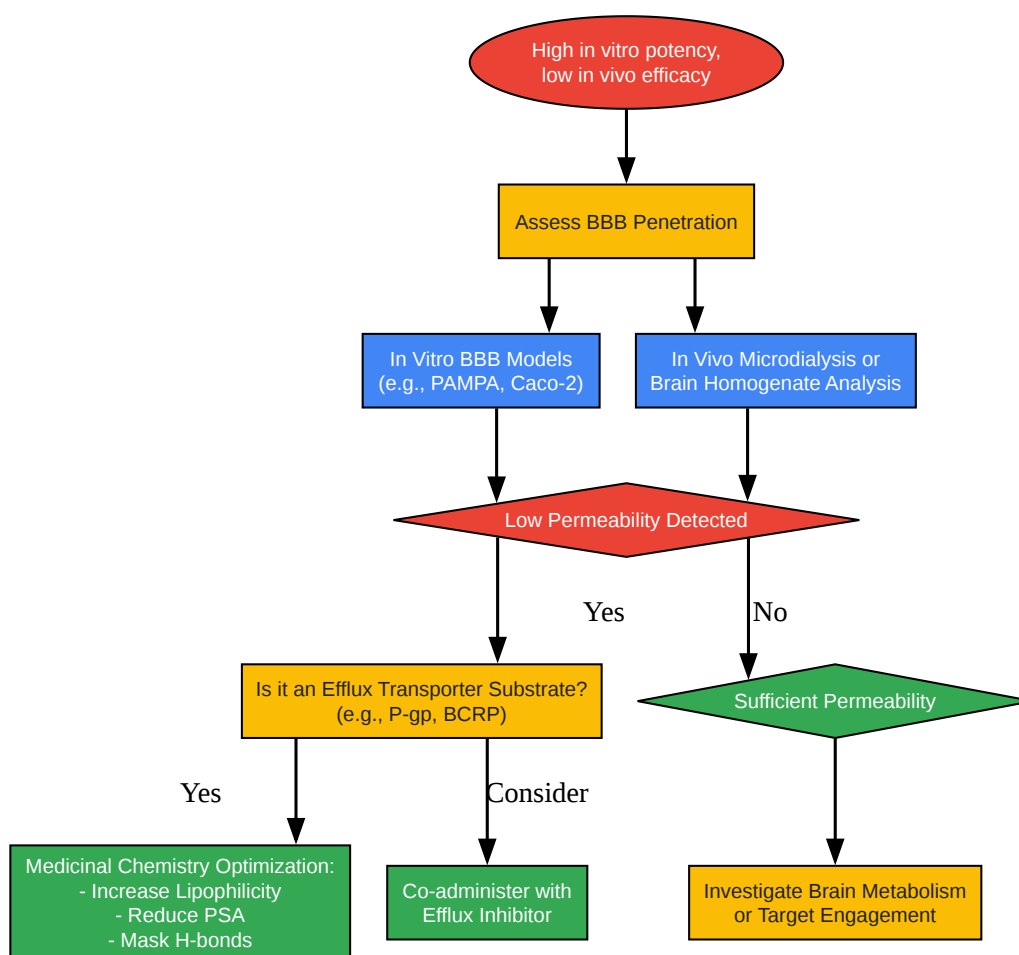 High in vitro potency,
low in vivo efficacy
Assess BBB Penetration
In Vitro BBB Models
(e.g., PAMPA, Caco-2)
In Vivo Microdialysis or
Brain Homogenate Analysis
Low Permeability Detected
Yes
No
Is it an Efflux Transporter Substrate?
(e.g., P-gp, BCRP)
Sufficient Permeability
Yes
Consider
Medicinal Chemistry Optimization:
- Increase Lipophilicity
- Reduce PSA
- Mask H-bonds
Co-administer with
Efflux Inhibitor
Investigate Brain Metabolism
or Target Engagement